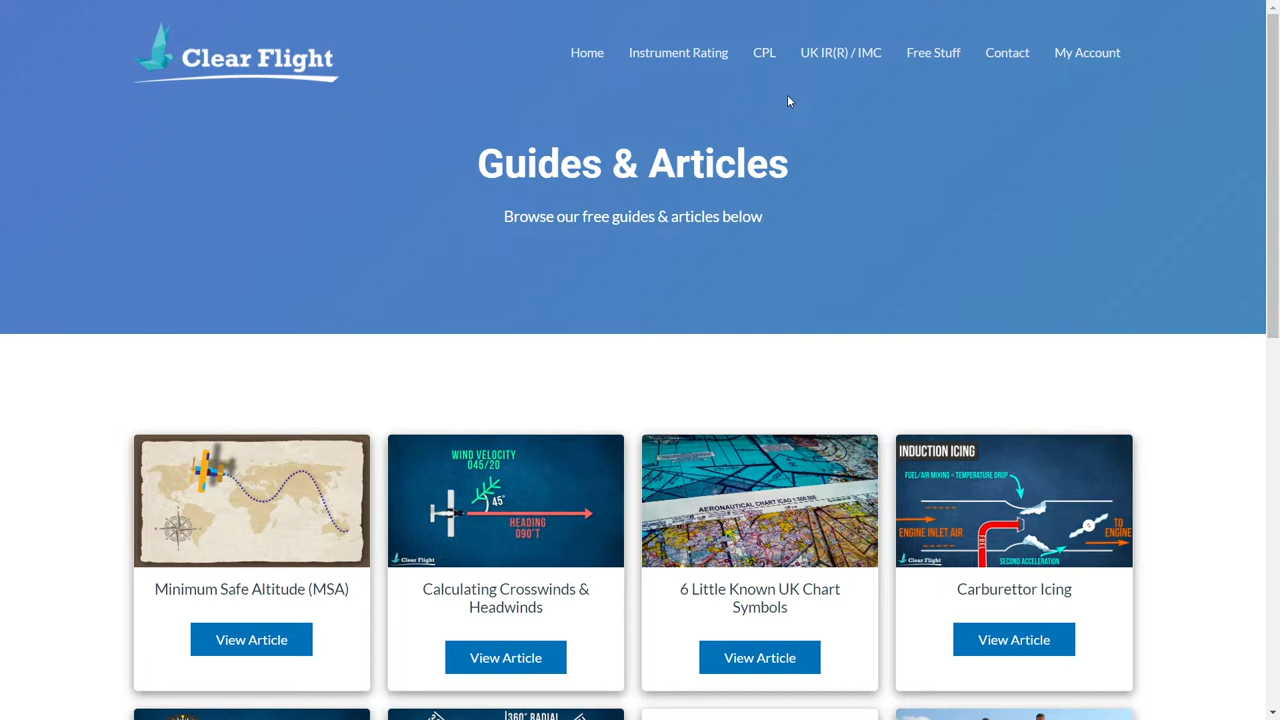 Clear Flight
Home Instrument Rating CPL UK IR(R) / IMC Free Stuff Contact My Account
Guides & Articles
Browse our free guides & articles below
WIND VELOCITY
045/20
45°
HEADING
090°T
Clear Flight
AERONAUTICAL CHART ICAO 1:500,000
INDUCTION ICING
FUEL/AIR MIXING = TEMPERATURE DROP
ENGINE INLET AIR
FUEL
TO
ENGINE
SECOND ACCELERATION
Clear Flight
Minimum Safe Altitude (MSA)
View Article
Calculating Crosswinds &
Headwinds
View Article
6 Little Known UK Chart
Symbols
View Article
Carburettor Icing
View Article
360° RADIAL